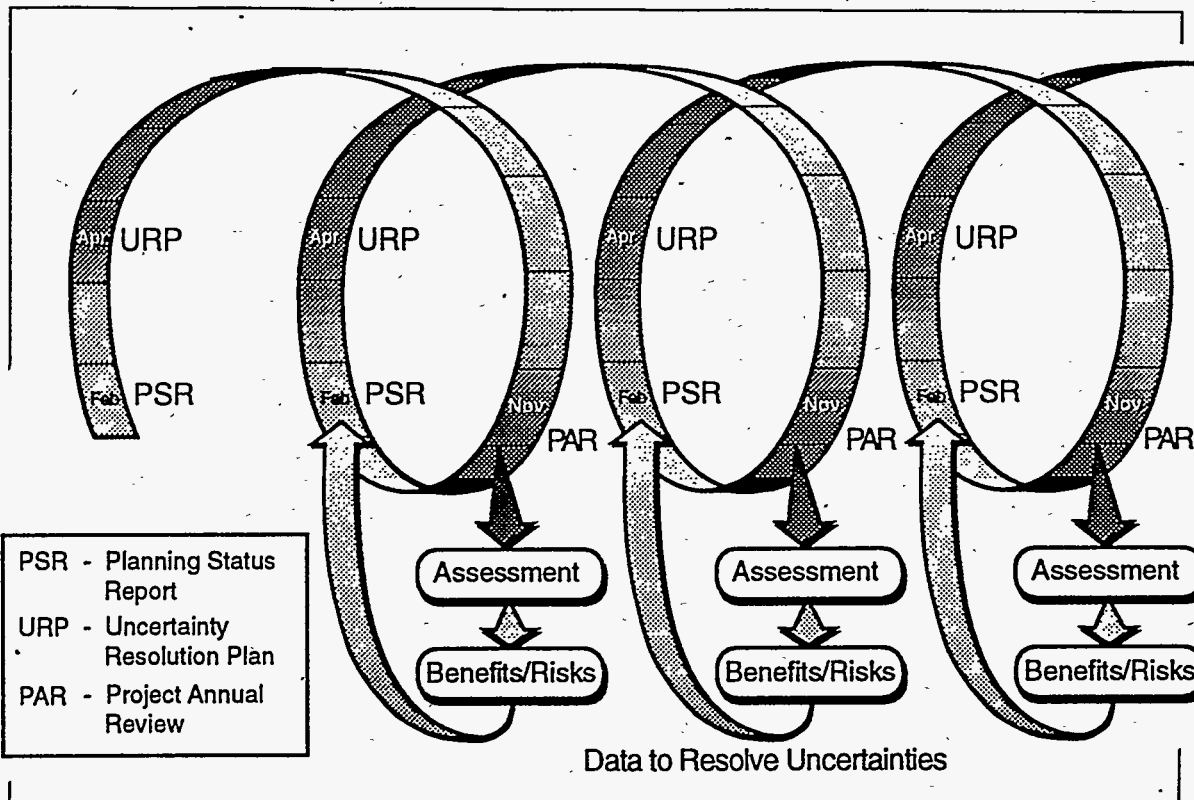 Apr URP Apr URP Apr URP Apr URP
Feb PSR Feb PSR Nov Feb PSR Nov Feb PSR Nov
PAR PAR PAR
PSR - Planning Status
Report
URP - Uncertainty
Resolution Plan
PAR - Project Annual
Review
Assessment Assessment Assessment
Benefits/Risks Benefits/Risks Benefits/Risks
Data to Resolve Uncertainties